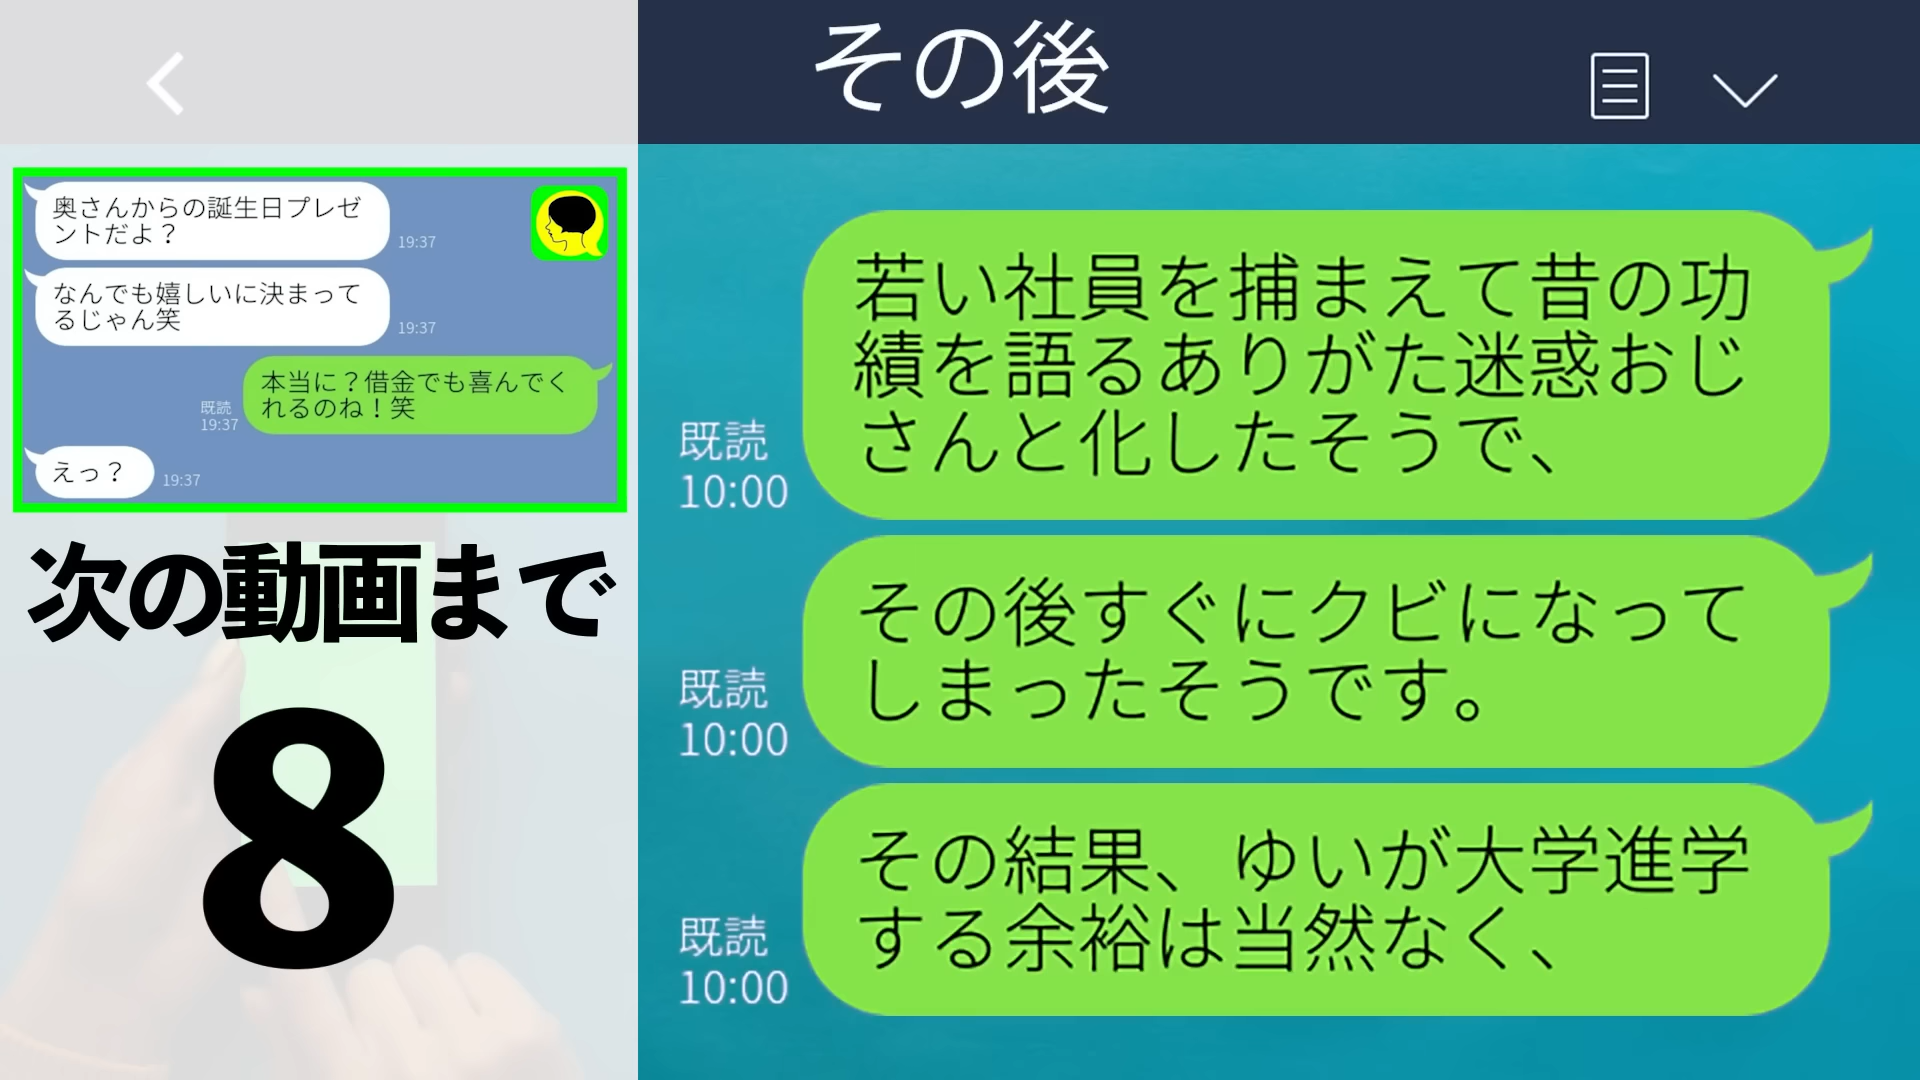 その後
奥さんからの誕生日プレゼ
ントだよ？
19:37
なんでも嬉しいに決まって
るじゃん笑
19:37
本当に？借金でも喜んでく
れるのね！笑
既読
19:37
えっ？
19:37
次の動画まで
8
若い社員を捕まえて昔の功
績を語るありがた迷惑おじ
さんと化したそうで、
既読
10:00
その後すぐにクビになって
しまったそうです。
既読
10:00
その結果、ゆいが大学進学
する余裕は当然なく、
既読
10:00